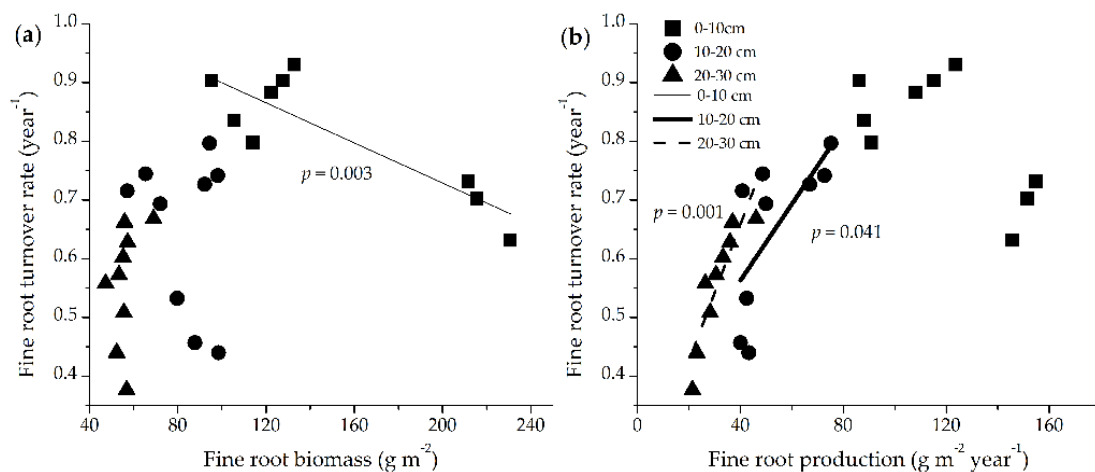 (a)
1.0
0.9
0.8
0.7
0.6
0.5
0.4
Fine root turnover rate (year⁻¹)
p = 0.003
40 80 120 160 200 240
Fine root biomass (g m⁻²)
(b)
1.0
0.9
0.8
0.7
0.6
0.5
0.4
0.0
Fine root turnover rate (year⁻¹)
0-10cm
10-20 cm
20-30 cm
0-10 cm
10-20 cm
20-30 cm
p = 0.001
p = 0.041
0 40 80 120 160
Fine root production (g m⁻² year⁻¹)